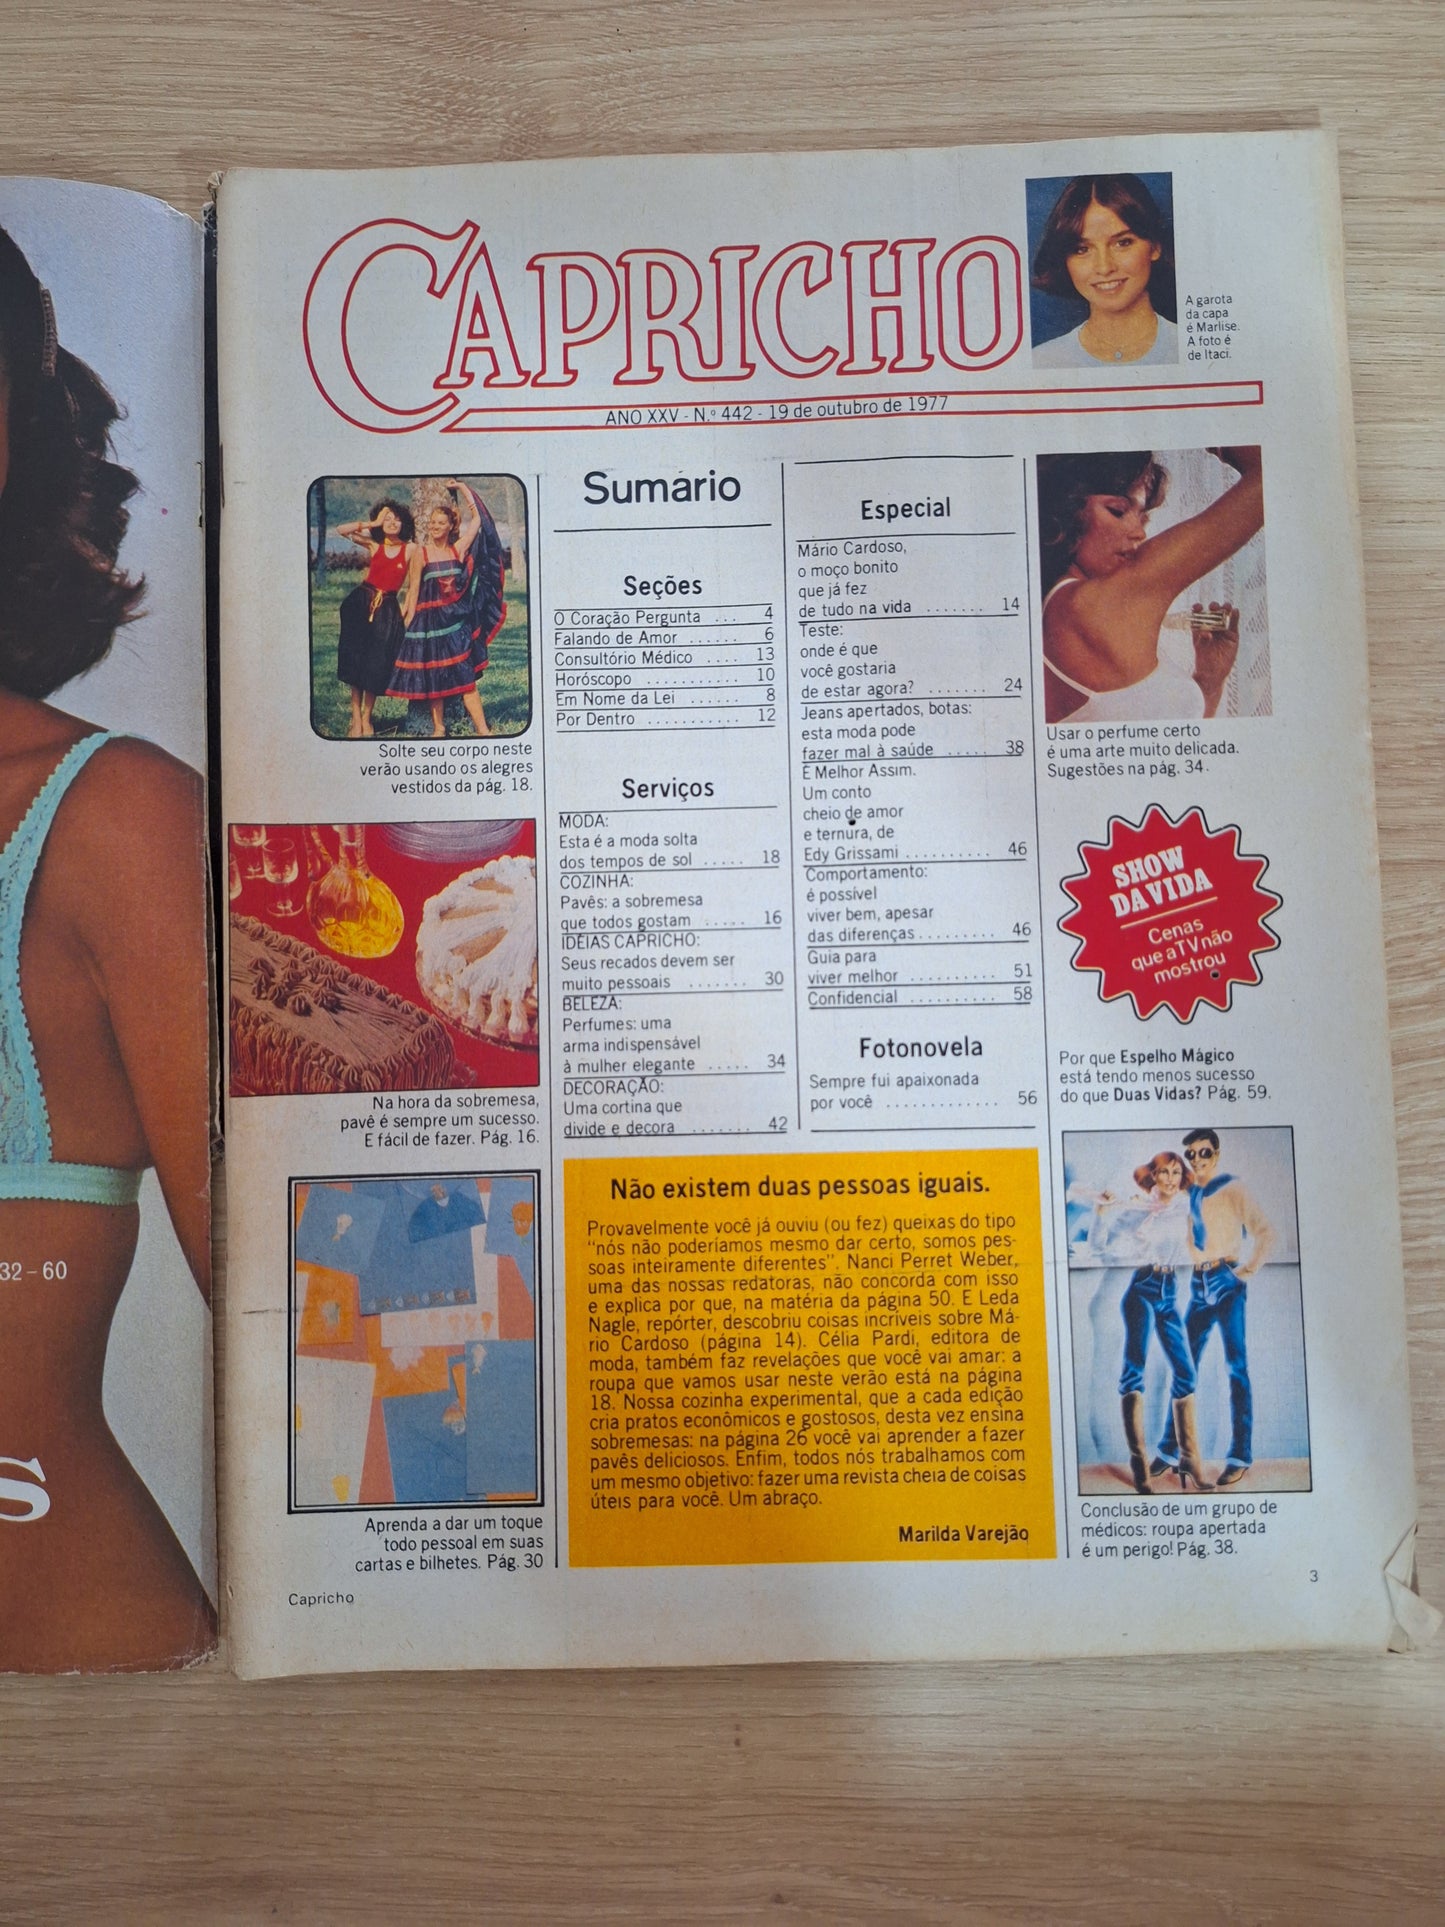 32 - 60
S
CAPRICHO
ANO XXV - N.º 442 - 19 de outubro de 1977
A garota
da capa
é Marlise.
A foto é
de Itaci.
Solte seu corpo neste
verão usando os alegres
vestidos da pág. 18.
Na hora da sobremesa,
pavê é sempre um sucesso.
E fácil de fazer. Pág. 16.
Aprenda a dar um toque
todo pessoal em suas
cartas e bilhetes. Pág. 30
Sumário
Seções
O Coração Pergunta ... 4
Falando de Amor ...... 6
Consultório Médico .... 13
Horóscopo ........... 10
Em Nome da Lei ...... 8
Por Dentro ........... 12
Serviços
MODA:
Esta é a moda solta
dos tempos de sol ..... 18
COZINHA:
Pavês: a sobremesa
que todos gostam ..... 16
IDÉIAS CAPRICHO:
Seus recados devem ser
muito pessoais ....... 30
BELEZA:
Perfumes: uma
arma indispensável
à mulher elegante ..... 34
DECORAÇÃO:
Uma cortina que
divide e decora ....... 42
Especial
Mário Cardoso,
o moço bonito
que já fez
de tudo na vida ....... 14
Teste:
onde é que
você gostaria
de estar agora? ....... 24
Jeans apertados, botas:
esta moda pode
fazer mal à saúde ..... 38
É Melhor Assim.
Um conto
cheio de amor
e ternura, de
Edy Grissami .......... 46
Comportamento:
é possível
viver bem, apesar
das diferenças ......... 46
Guia para
viver melhor .......... 51
Confidencial .......... 58
Fotonovela
Sempre fui apaixonada
por você ............. 56
Usar o perfume certo
é uma arte muito delicada.
Sugestões na pág. 34.
SHOW
DA VIDA
Cenas
que a TV não
mostrou
Por que Espelho Mágico
está tendo menos sucesso
do que Duas Vidas? Pág. 59.
Conclusão de um grupo de
médicos: roupa apertada
é um perigo! Pág. 38.
Não existem duas pessoas iguais.
Provavelmente você já ouviu (ou fez) queixas do tipo
"nós não poderíamos mesmo dar certo, somos pes-
soas inteiramente diferentes". Nanci Perret Weber,
uma das nossas redatoras, não concorda com isso
e explica por que, na matéria da página 50. E Leda
Nagle, repórter, descobriu coisas incríveis sobre Má-
rio Cardoso (página 14). Célia Pardi, editora de
moda, também faz revelações que você vai amar: a
roupa que vamos usar neste verão está na página
18. Nossa cozinha experimental, que a cada edição
cria pratos econômicos e gostosos, desta vez ensina
sobremesas: na página 26 você vai aprender a fazer
pavês deliciosos. Enfim, todos nós trabalhamos com
um mesmo objetivo: fazer uma revista cheia de coisas
úteis para você. Um abraço.
Marilda Varejão
Capricho
3